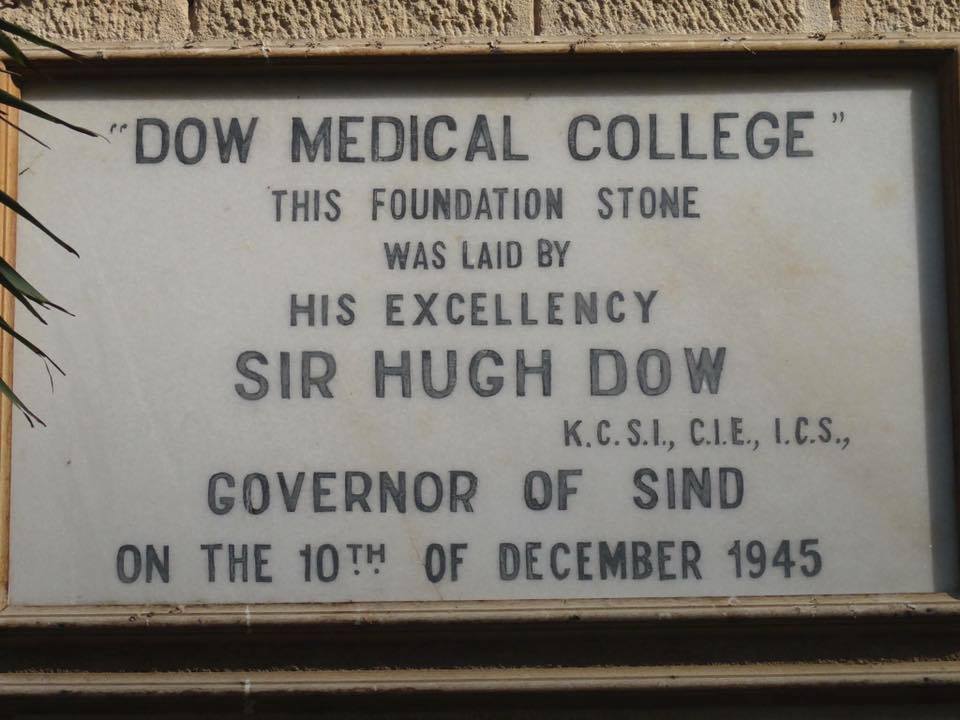 "DOW MEDICAL COLLEGE"
THIS FOUNDATION STONE
WAS LAID BY
HIS EXCELLENCY
SIR HUGH DOW
K.C.S.I., C.I.E., I.C.S.,
GOVERNOR OF SIND
ON THE 10TH OF DECEMBER 1945